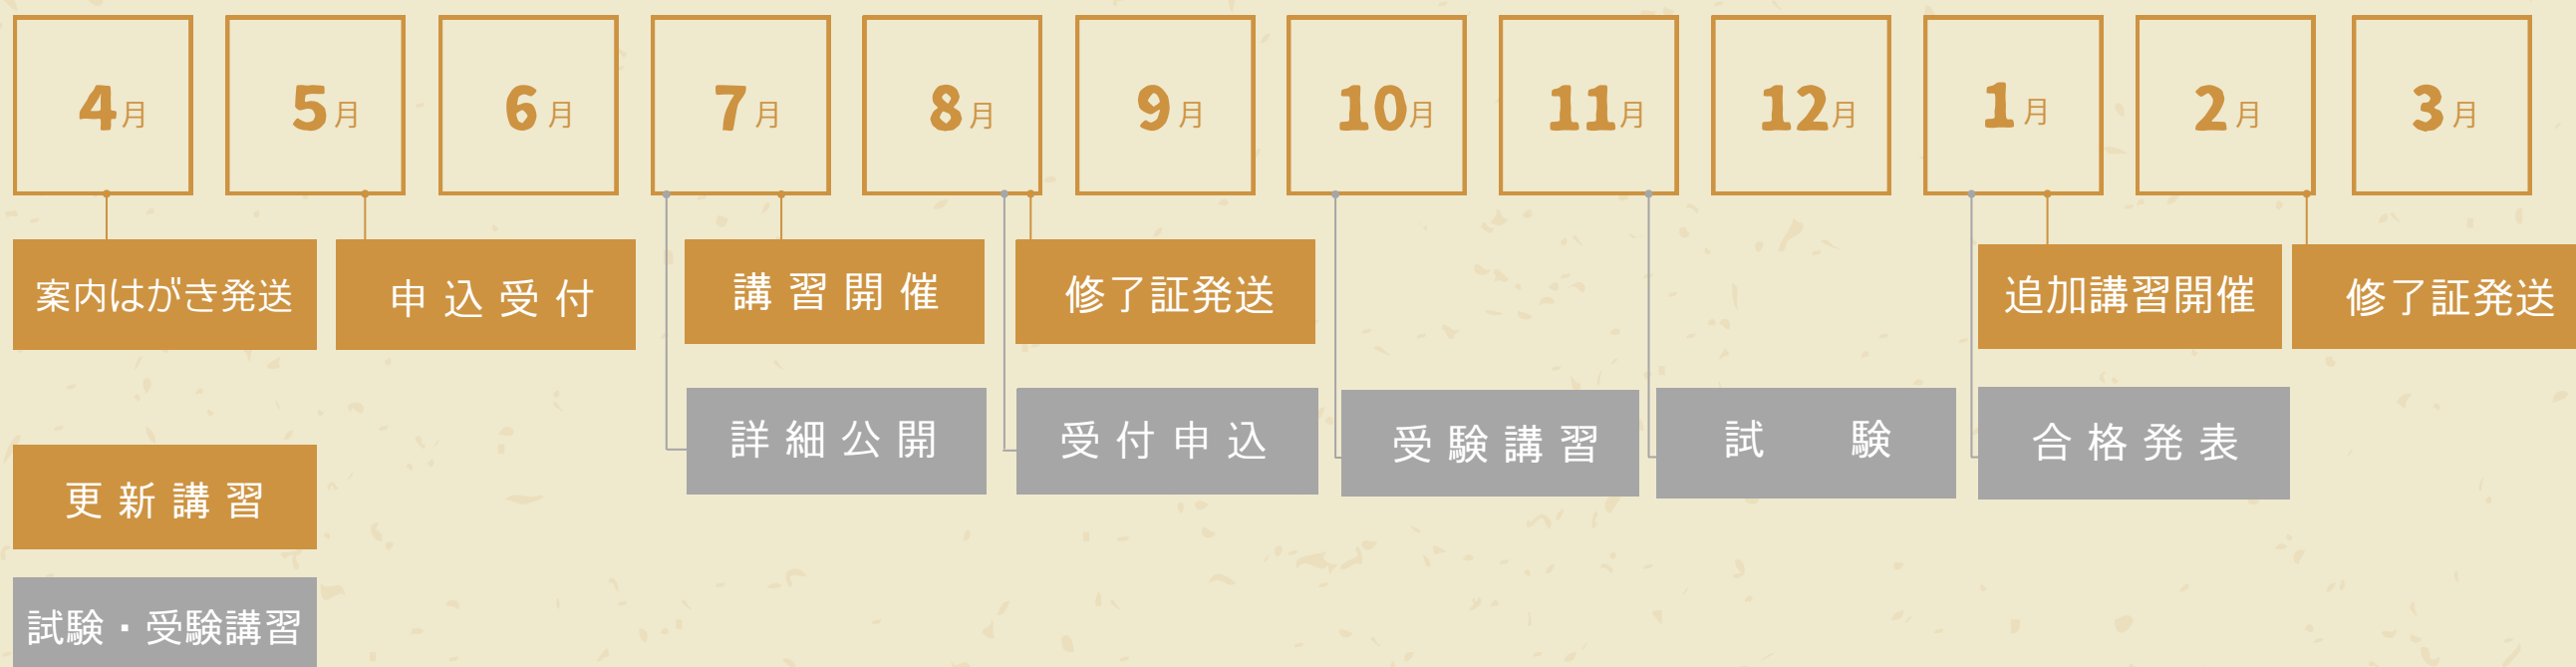 4月 5月 6月 7月 8月 9月 10月 11月 12月 1月 2月 3月
案内はがき発送 申込受付 講習開催 修了証発送 追加講習開催 修了証発送
詳細公開 受付申込 受験講習 試験 合格発表
更新講習
試験・受験講習